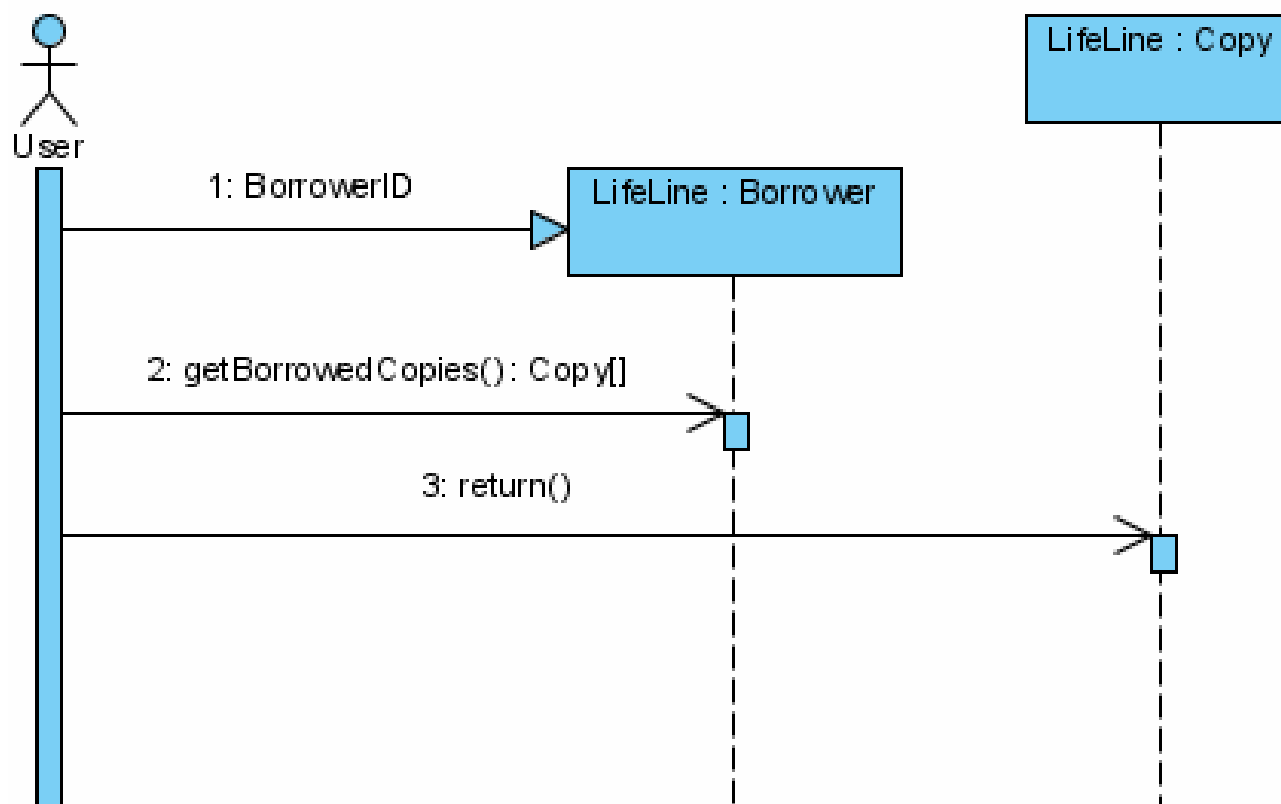 LifeLine : Copy
User
1: BorrowerID
LifeLine : Borrower
2: getBorrowedCopies() : Copy[]
3: return()